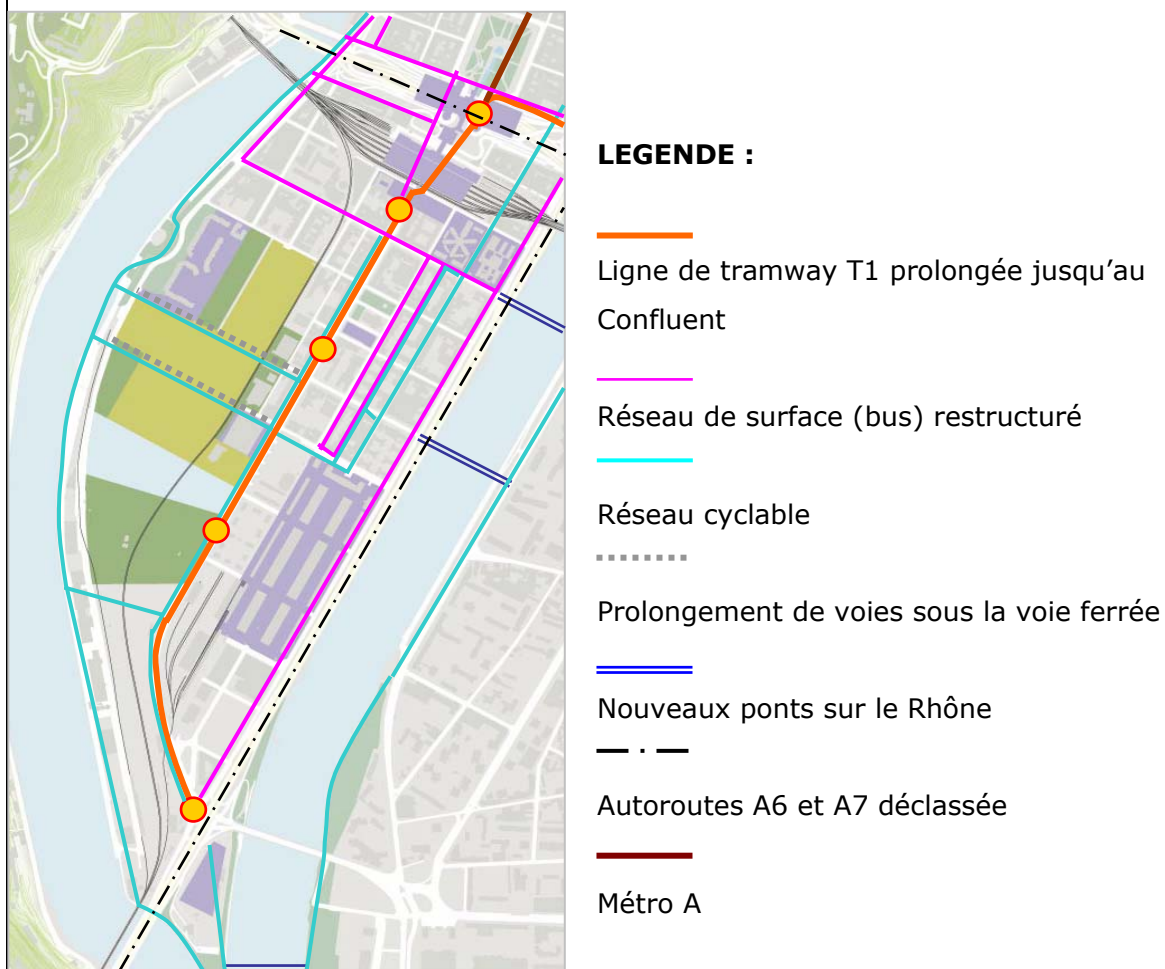 LEGENDE :
Ligne de tramway T1 prolongée jusqu’au
Confluent
Réseau de surface (bus) restructuré
Réseau cyclable
Prolongement de voies sous la voie ferrée
Nouveaux ponts sur le Rhône
Autoroutes A6 et A7 déclassée
Métro A